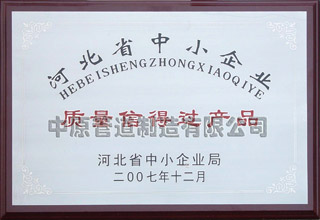 河北省中小企业
HEBEISHENGZHONGXIAOQIYE
质量信得过产品
中原管道制造有限公司
河北省中小企业局
二00七年十二月